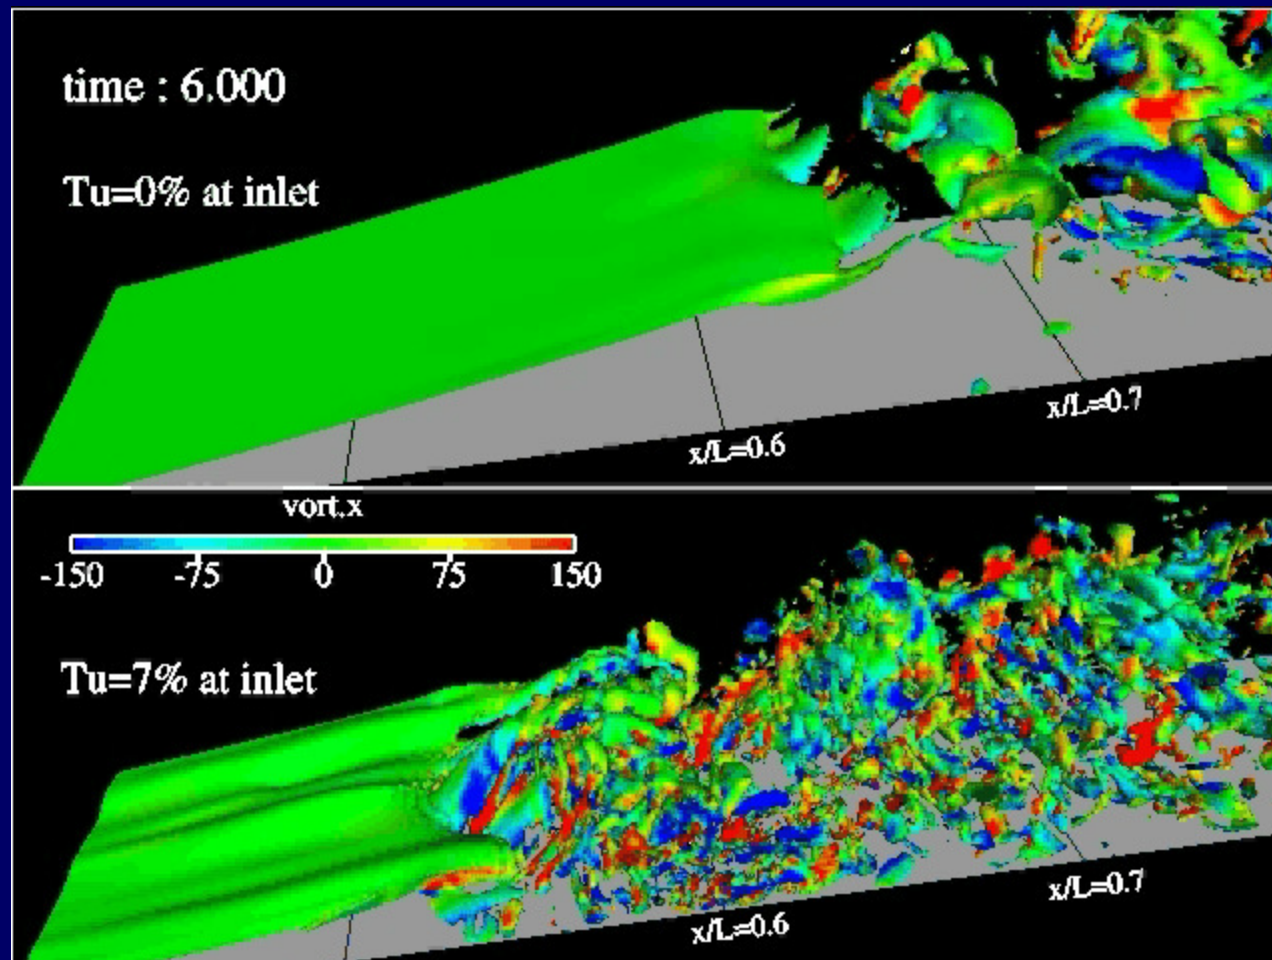 time : 6.000
Tu=0% at inlet
x/L=0.7
x/L=0.6
vort.x
-150 -75 0 75 150
Tu=7% at inlet
x/L=0.7
x/L=0.6